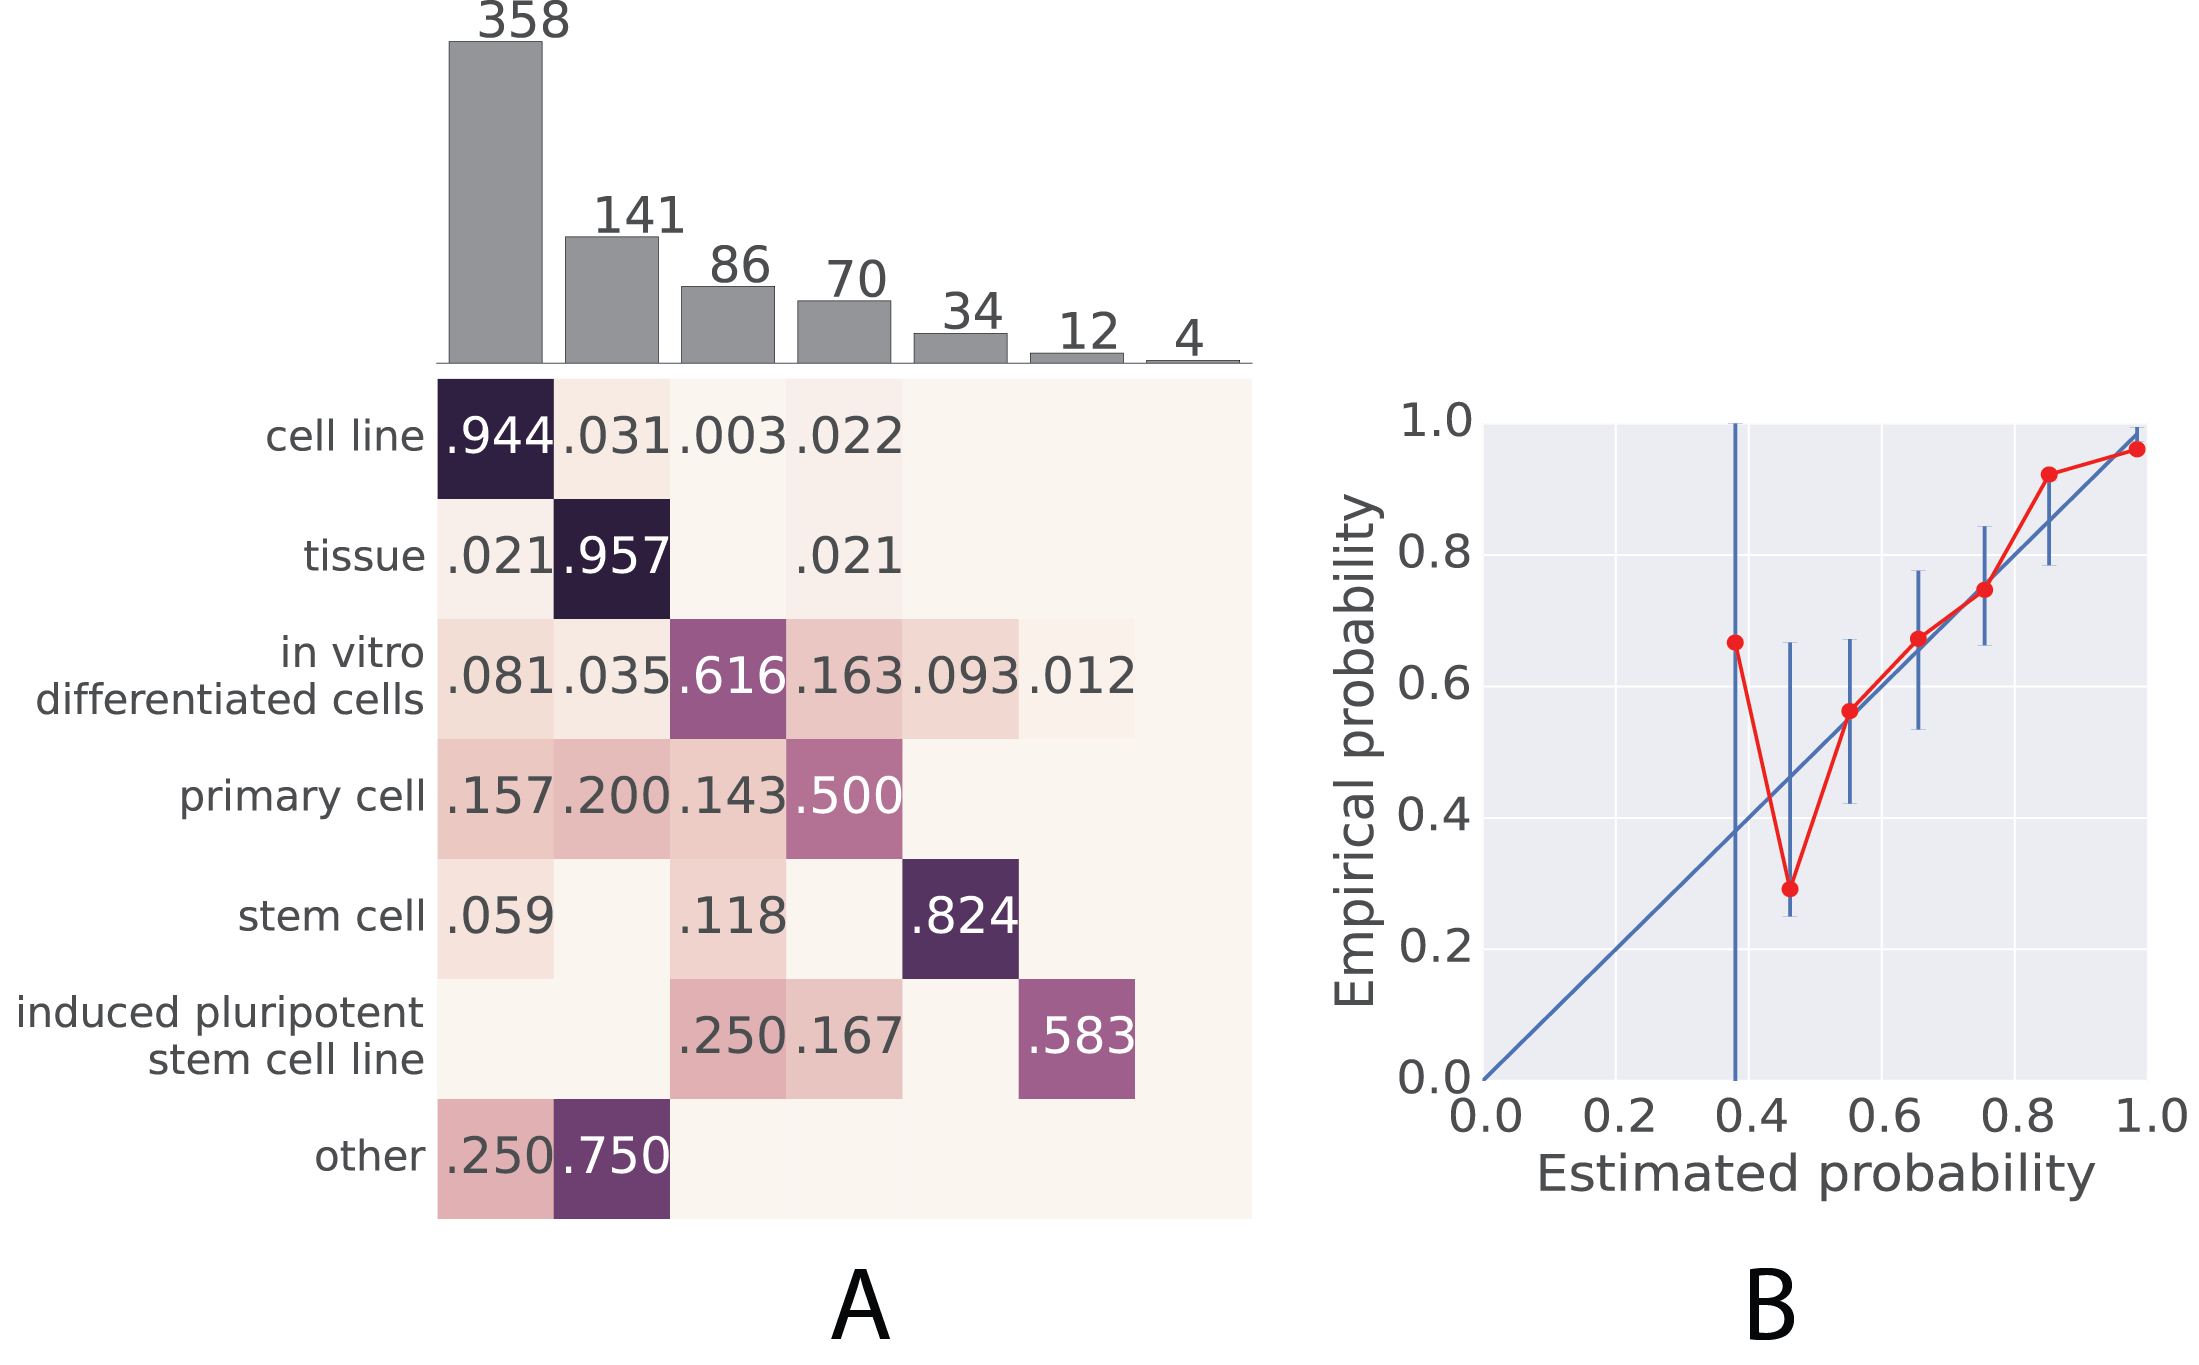 358
141
86
70
34
12
4
cell line
.944 .031 .003 .022
tissue
.021 .957 .021
in vitro
differentiated cells
.081 .035 .616 .163 .093 .012
primary cell
.157 .200 .143 .500
stem cell
.059 .118 .824
induced pluripotent
stem cell line
.250 .167 .583
other
.250 .750
A
Empirical probability
1.0
0.8
0.6
0.4
0.2
0.0
0.0 0.2 0.4 0.6 0.8 1.0
Estimated probability
B